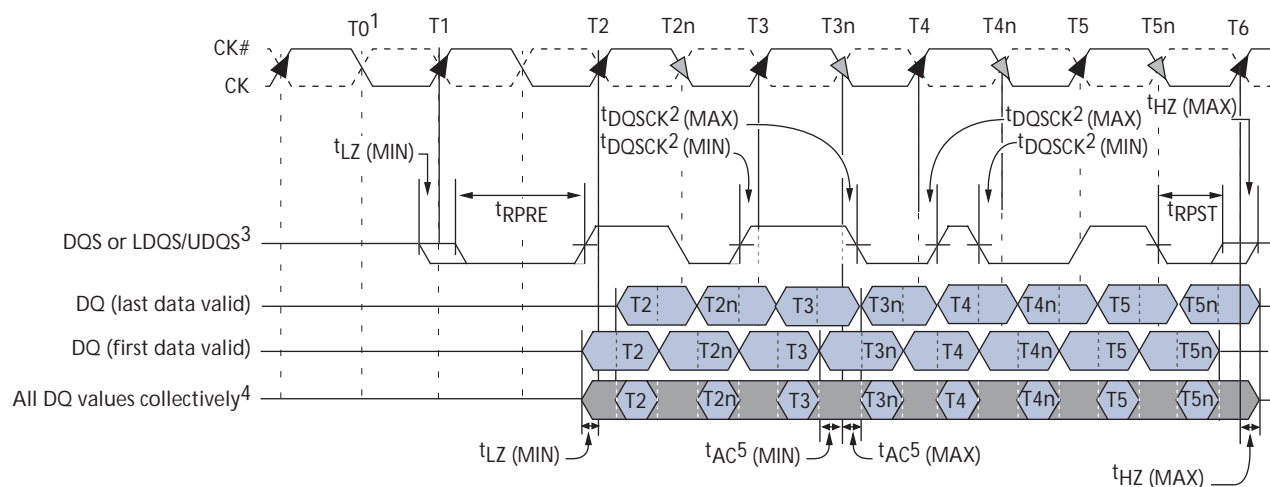 T0¹ T1 T2 T2n T3 T3n T4 T4n T5 T5n T6
CK#
CK
tDQSCK² (MAX) tDQSCK² (MAX) tHZ (MAX)
tLZ (MIN) tDQSCK² (MIN) tDQSCK² (MIN)
tRPRE tRPST
DQS or LDQS/UDQS³
DQ (last data valid) T2 T2n T3 T3n T4 T4n T5 T5n
DQ (first data valid) T2 T2n T3 T3n T4 T4n T5 T5n
All DQ values collectively⁴ T2 T2n T3 T3n T4 T4n T5 T5n
tLZ (MIN) tAC⁵ (MIN) tAC⁵ (MAX)
tHZ (MAX)